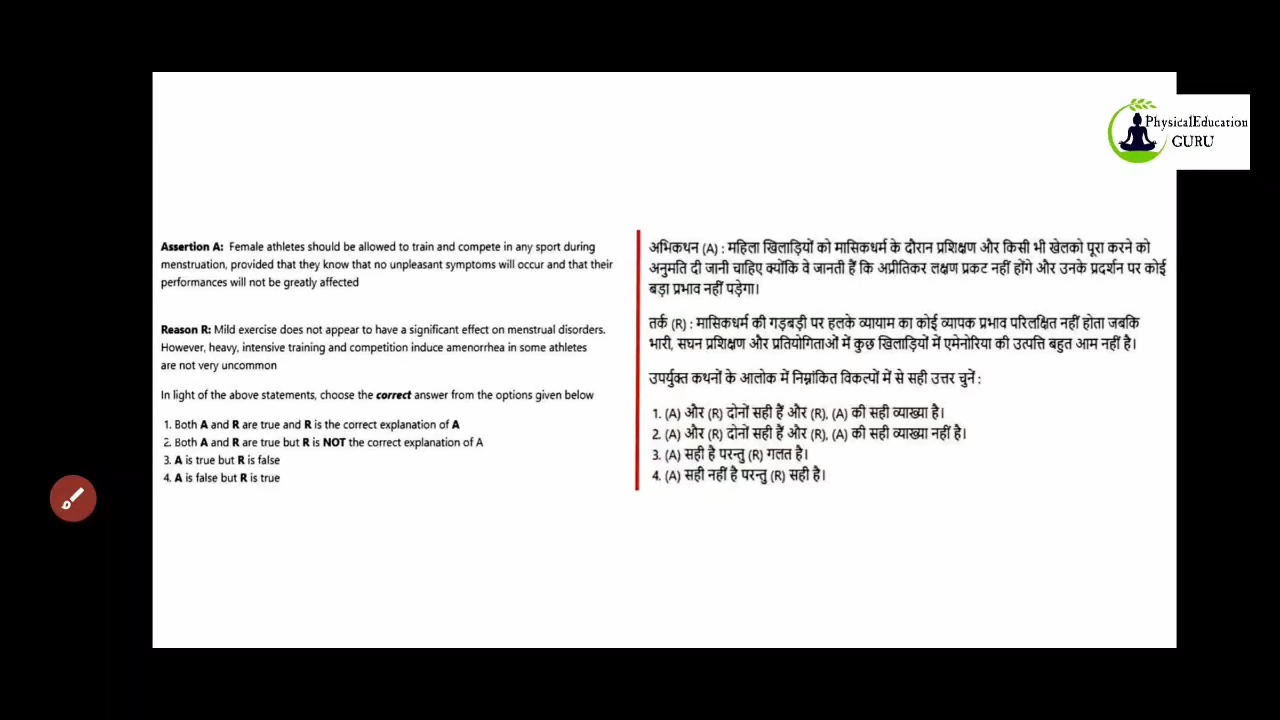 PhysicalEducation
GURU
Assertion A: Female athletes should be allowed to train and compete in any sport during
menstruation, provided that they know that no unpleasant symptoms will occur and that their
performances will not be greatly affected
Reason R: Mild exercise does not appear to have a significant effect on menstrual disorders.
However, heavy, intensive training and competition induce amenorrhea in some athletes
are not very uncommon
In light of the above statements, choose the correct answer from the options given below
1. Both A and R are true and R is the correct explanation of A
2. Both A and R are true but R is NOT the correct explanation of A
3. A is true but R is false
4. A is false but R is true
अभिकथन (A) : महिला खिलाड़ियों को मासिकधर्म के दौरान प्रशिक्षण और किसी भी खेलको पूरा करने को
अनुमति दी जानी चाहिए क्योंकि वे जानती हैं कि अप्रीतिकर लक्षण प्रकट नहीं होंगे और उनके प्रदर्शन पर कोई
बड़ा प्रभाव नहीं पड़ेगा।
तर्क (R) : मासिकधर्म की गड़बड़ी पर हलके व्यायाम का कोई व्यापक प्रभाव परिलक्षित नहीं होता जबकि
भारी, सघन प्रशिक्षण और प्रतियोगिताओं में कुछ खिलाड़ियों में एमेनोरिया की उत्पत्ति बहुत आम नहीं है।
उपर्युक्त कथनों के आलोक में निम्नांकित विकल्पों में से सही उत्तर चुनें :
1. (A) और (R) दोनों सही हैं और (R), (A) की सही व्याख्या है।
2. (A) और (R) दोनों सही हैं और (R), (A) की सही व्याख्या नहीं है।
3. (A) सही है परन्तु (R) गलत है।
4. (A) सही नहीं है परन्तु (R) सही है।